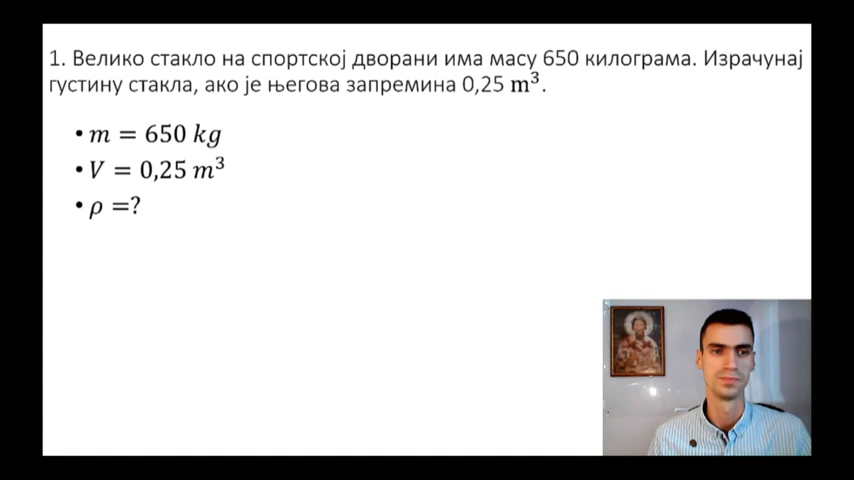 1. Велико стакло на спортској дворани има масу 650 килограма. Израчунај
густину стакла, ако је његова запремина 0,25 m³.
• m = 650 kg
• V = 0,25 m³
• ρ =?